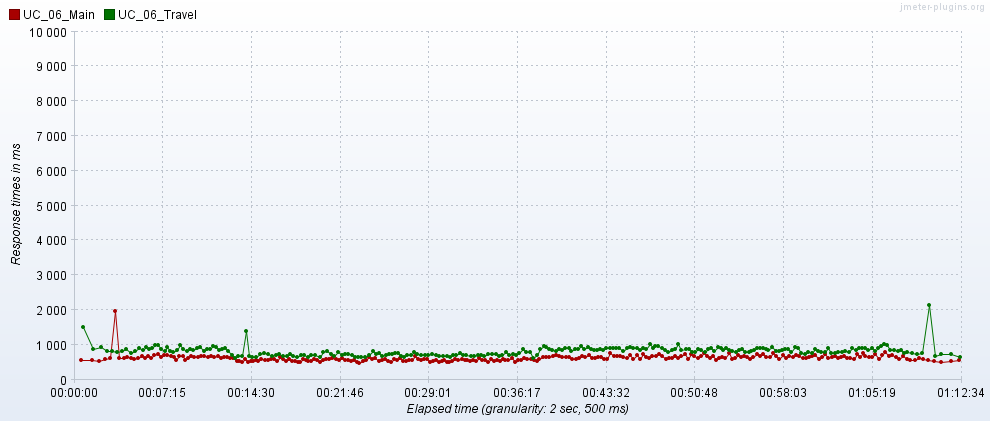 UC_06_Main UC_06_Travel
jmeter-plugins.org
10 000
9 000
8 000
7 000
6 000
5 000
4 000
3 000
2 000
1 000
0
Response times in ms
00:00:00 00:07:15 00:14:30 00:21:46 00:29:01 00:36:17 00:43:32 00:50:48 00:58:03 01:05:19 01:12:34
Elapsed time (granularity: 2 sec, 500 ms)